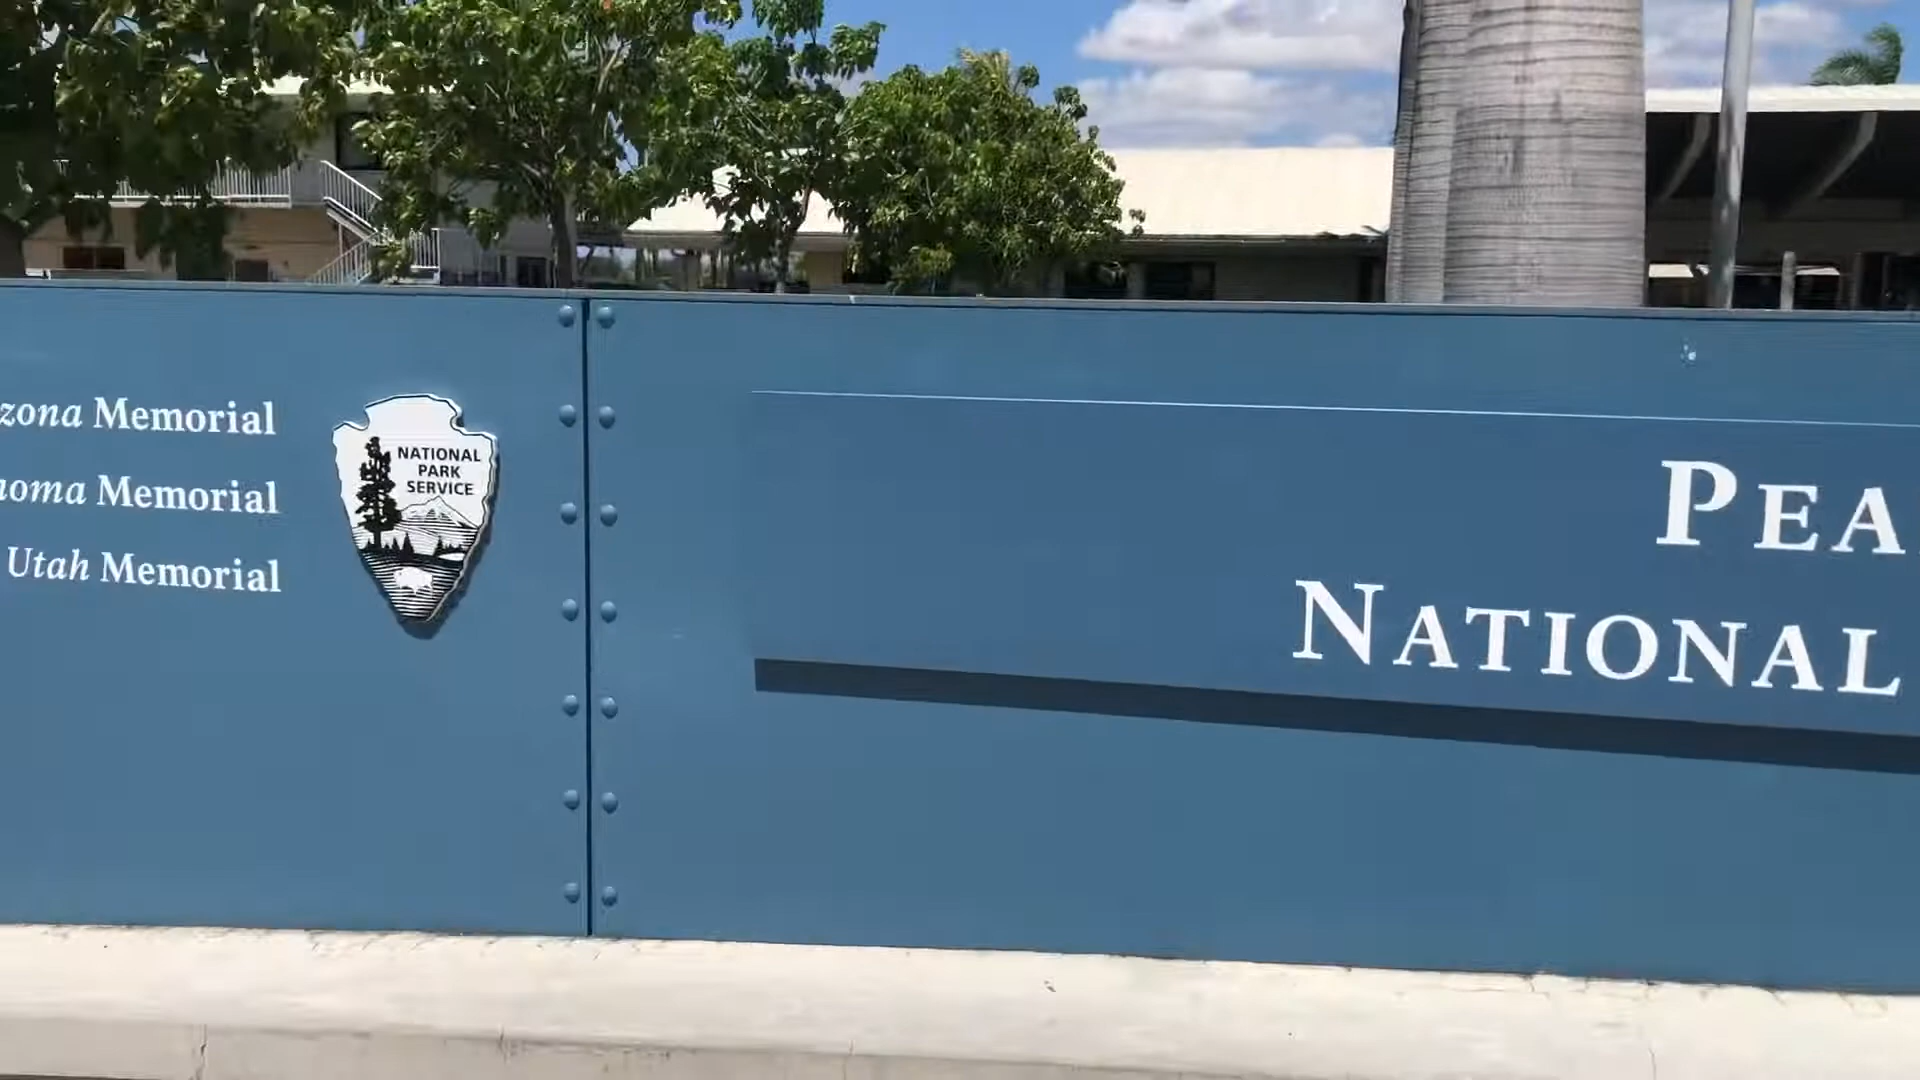 zona Memorial
homa Memorial
Utah Memorial
NATIONAL
PARK
SERVICE
PEA
NATIONAL